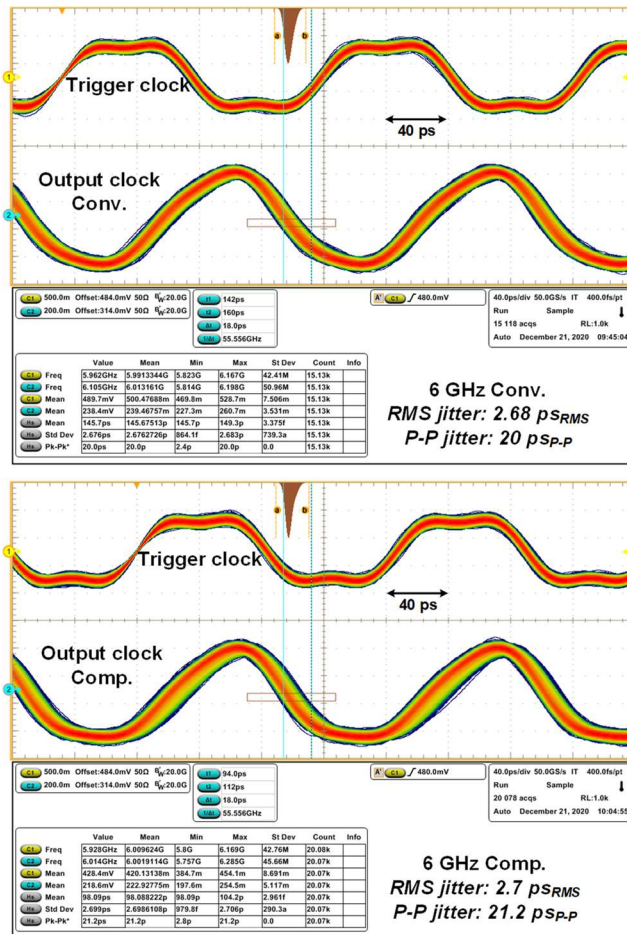 a b
1
Trigger clock
40 ps
Output clock
Conv.
2
C1 500.0m Offset:484.0mV 50Ω BW:20.0G
C2 200.0m Offset:314.0mV 50Ω BW:20.0G
t1 142ps
t2 160ps
Δt 18.0ps
1/Δt 55.556GHz
A' C1 480.0mV
40.0ps/div 50.0GS/s IT 400.0fs/pt
Run Sample
15 118 acqs RL:1.0k
Auto December 21, 2020 09:45:04
Value Mean Min Max St Dev Count Info
C1 Freq 5.962GHz 5.9913344G 5.823G 6.167G 42.41M 15.13k
C2 Freq 6.105GHz 6.013161G 5.814G 6.198G 50.96M 15.13k
C1 Mean 489.7mV 500.47688m 469.8m 528.7m 7.506m 15.13k
C2 Mean 238.4mV 239.46757m 227.3m 260.7m 3.531m 15.13k
Hs Mean 145.7ps 145.67513p 145.7p 149.3p 3.375f 15.13k
Hs Std Dev 2.676ps 2.6762726p 864.1f 2.683p 739.3a 15.13k
Hs Pk-Pk* 20.0ps 20.0p 2.4p 20.0p 0.0 15.13k
6 GHz Conv.
RMS jitter: 2.68 psRMS
P-P jitter: 20 psP-P
a b
1
Trigger clock
40 ps
Output clock
Comp.
2
C1 500.0m Offset:484.0mV 50Ω BW:20.0G
C2 200.0m Offset:314.0mV 50Ω BW:20.0G
t1 94.0ps
t2 112ps
Δt 18.0ps
1/Δt 55.556GHz
A' C1 480.0mV
40.0ps/div 50.0GS/s IT 400.0fs/pt
Run Sample
20 078 acqs RL:1.0k
Auto December 21, 2020 10:04:55
Value Mean Min Max St Dev Count Info
C1 Freq 5.928GHz 6.009624G 5.8G 6.169G 42.76M 20.08k
C2 Freq 6.014GHz 6.0019114G 5.757G 6.285G 45.66M 20.07k
C1 Mean 428.4mV 420.13138m 384.7m 454.1m 8.691m 20.07k
C2 Mean 218.6mV 222.92775m 197.6m 254.5m 5.117m 20.07k
Hs Mean 98.09ps 98.088222p 98.09p 104.2p 2.961f 20.07k
Hs Std Dev 2.699ps 2.6986108p 979.8f 2.706p 290.3a 20.07k
Hs Pk-Pk* 21.2ps 21.2p 2.8p 21.2p 0.0 20.07k
6 GHz Comp.
RMS jitter: 2.7 psRMS
P-P jitter: 21.2 psP-P